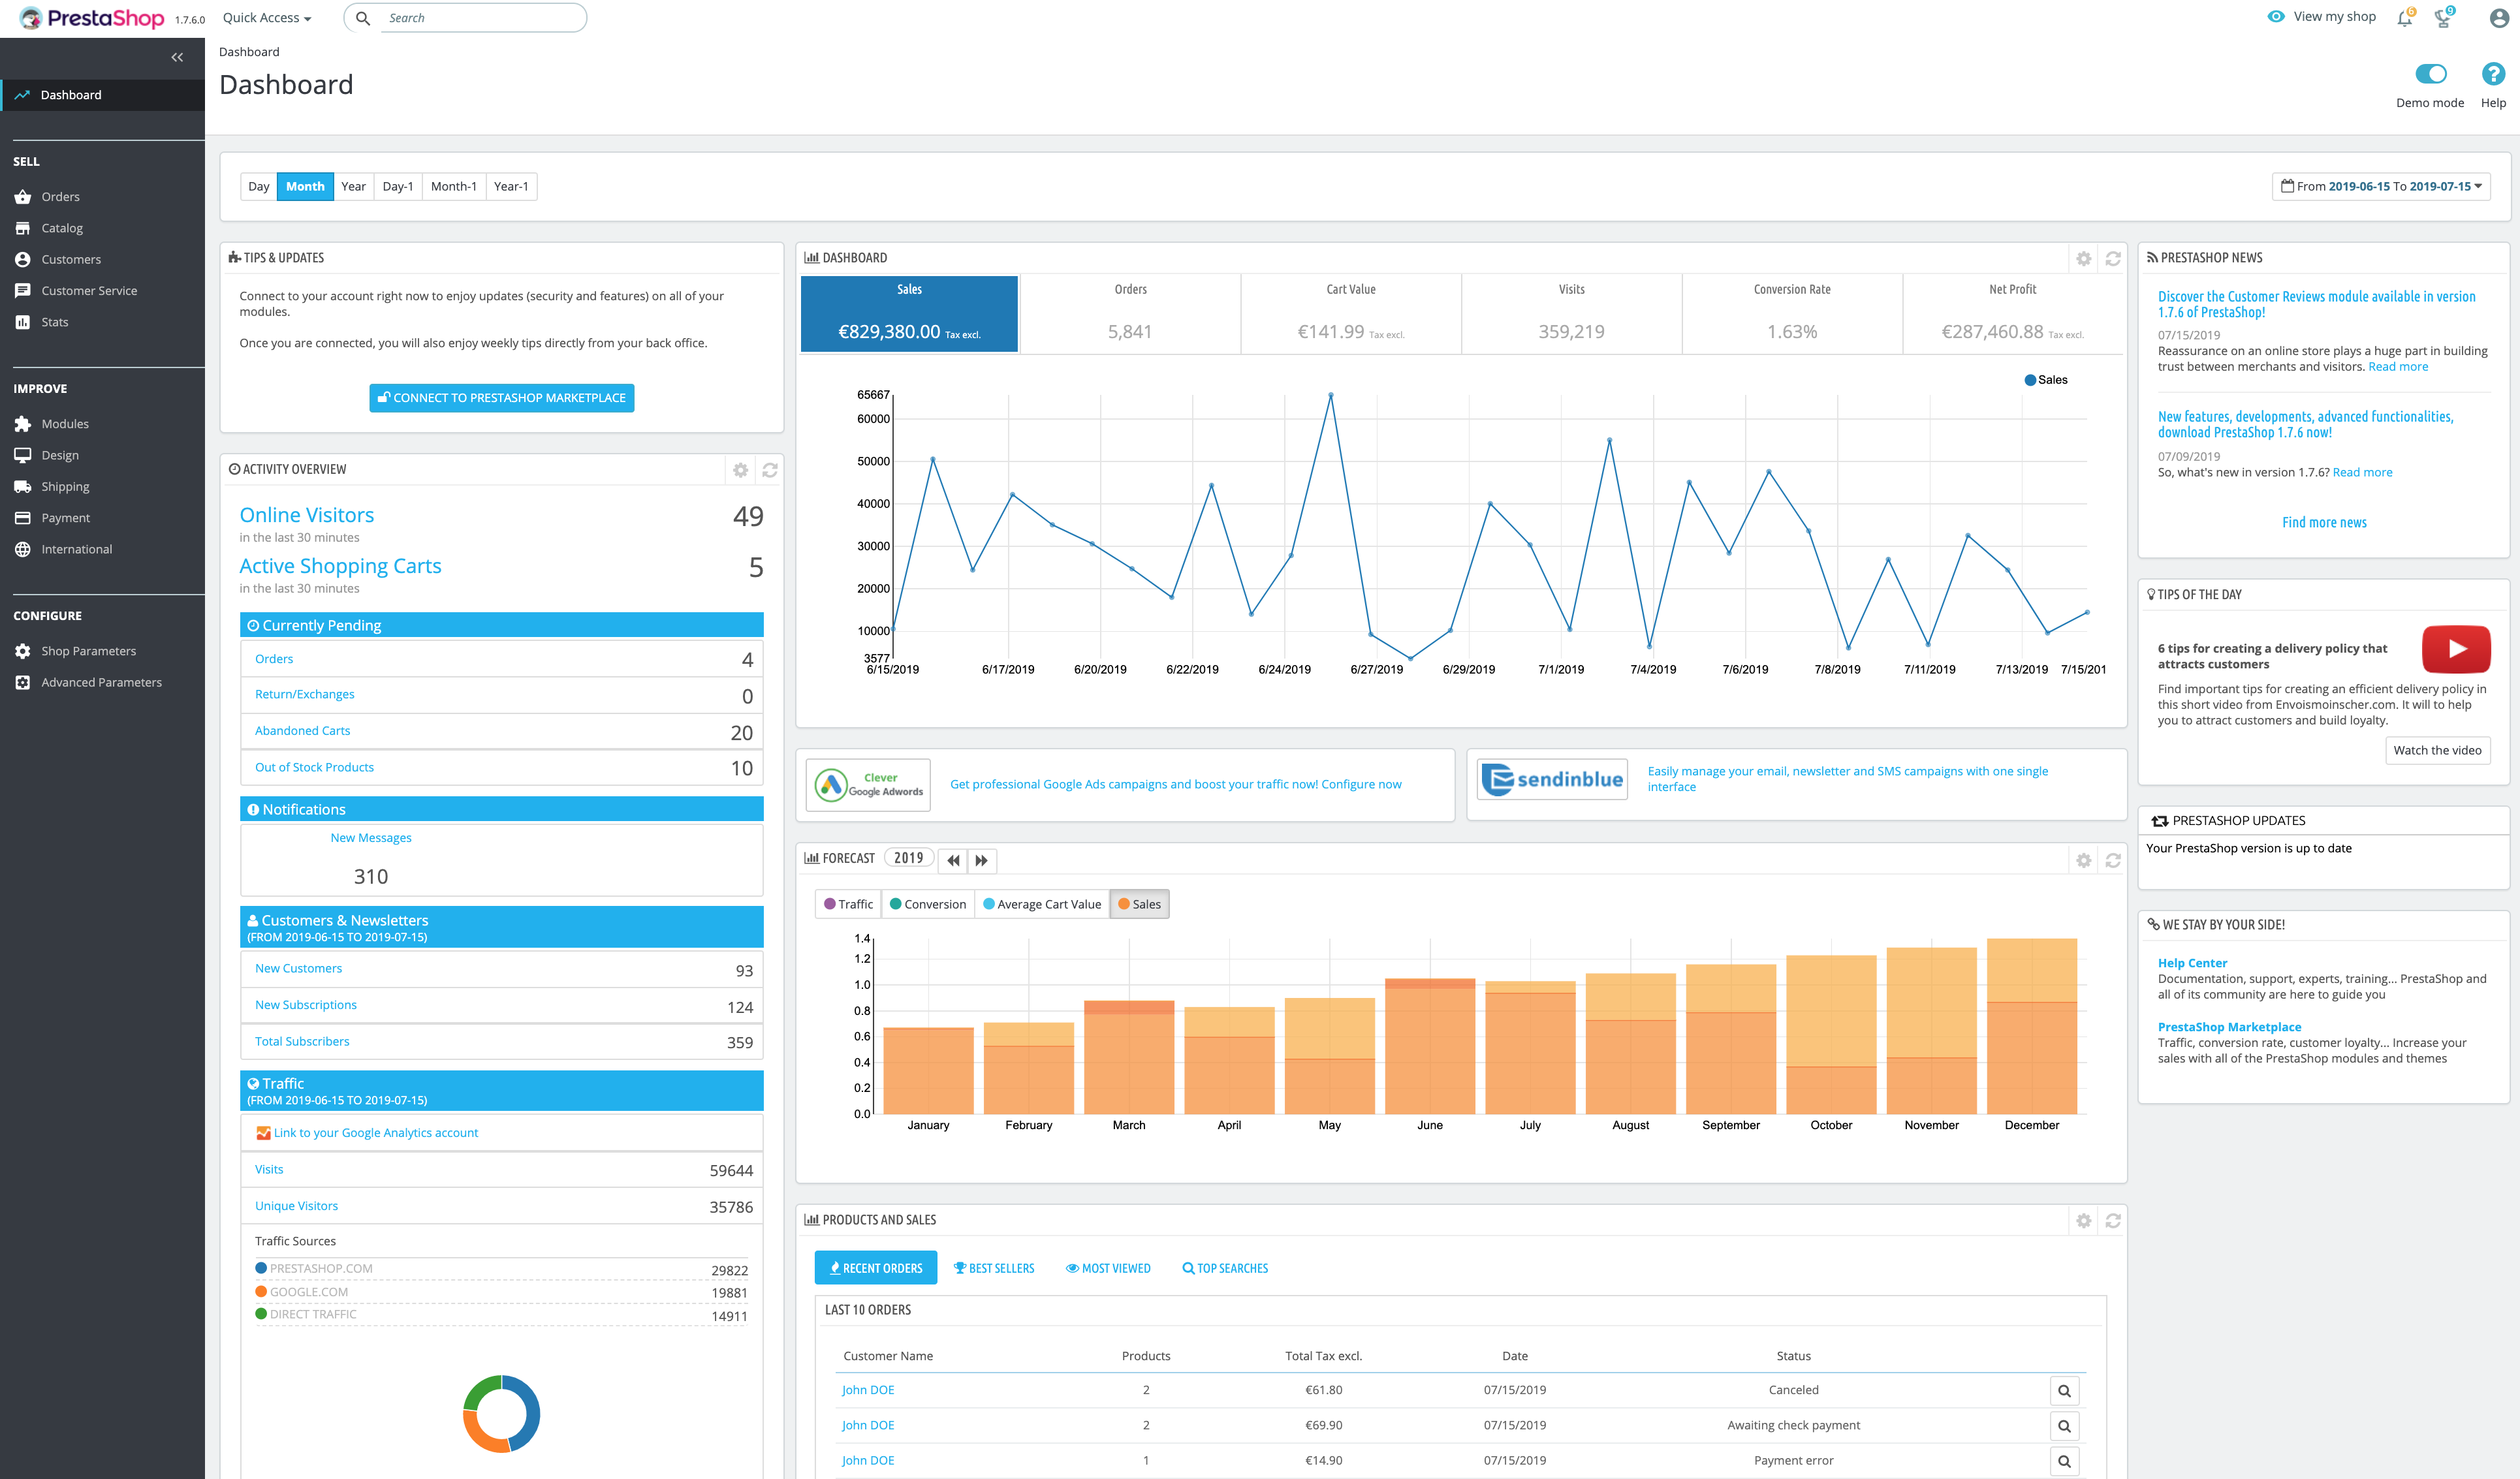 PrestaShop 1.7.6.0
Quick Access
Search
View my shop
6
9
Dashboard
Dashboard
Demo mode
Help
Dashboard
SELL
Orders
Catalog
Customers
Customer Service
Stats
IMPROVE
Modules
Design
Shipping
Payment
International
CONFIGURE
Shop Parameters
Advanced Parameters
Day Month Year Day-1 Month-1 Year-1
From 2019-06-15 To 2019-07-15
TIPS & UPDATES
Connect to your account right now to enjoy updates (security and features) on all of your
modules.
Once you are connected, you will also enjoy weekly tips directly from your back office.
CONNECT TO PRESTASHOP MARKETPLACE
ACTIVITY OVERVIEW
Online Visitors 49
in the last 30 minutes
Active Shopping Carts 5
in the last 30 minutes
Currently Pending
Orders 4
Return/Exchanges 0
Abandoned Carts 20
Out of Stock Products 10
Notifications
New Messages
310
Customers & Newsletters
(FROM 2019-06-15 TO 2019-07-15)
New Customers 93
New Subscriptions 124
Total Subscribers 359
Traffic
(FROM 2019-06-15 TO 2019-07-15)
Link to your Google Analytics account
Visits 59644
Unique Visitors 35786
Traffic Sources
PRESTASHOP.COM 29822
GOOGLE.COM 19881
DIRECT TRAFFIC 14911
DASHBOARD
Sales Orders Cart Value Visits Conversion Rate Net Profit
€829,380.00 Tax excl. 5,841 €141.99 Tax excl. 359,219 1.63% €287,460.88 Tax excl.
Sales
65667
60000
50000
40000
30000
20000
10000
3577
6/15/2019 6/17/2019 6/20/2019 6/22/2019 6/24/2019 6/27/2019 6/29/2019 7/1/2019 7/4/2019 7/6/2019 7/8/2019 7/11/2019 7/13/2019 7/15/201
Clever
Google Adwords
Get professional Google Ads campaigns and boost your traffic now! Configure now
sendinblue
Easily manage your email, newsletter and SMS campaigns with one single
interface
FORECAST 2019
Traffic Conversion Average Cart Value Sales
1.4
1.2
1.0
0.8
0.6
0.4
0.2
0.0
January February March April May June July August September October November December
PRODUCTS AND SALES
RECENT ORDERS BEST SELLERS MOST VIEWED TOP SEARCHES
LAST 10 ORDERS
Customer Name Products Total Tax excl. Date Status
John DOE 2 €61.80 07/15/2019 Canceled
John DOE 2 €69.90 07/15/2019 Awaiting check payment
John DOE 1 €14.90 07/15/2019 Payment error
PRESTASHOP NEWS
Discover the Customer Reviews module available in version
1.7.6 of PrestaShop!
07/15/2019
Reassurance on an online store plays a huge part in building
trust between merchants and visitors. Read more
New features, developments, advanced functionalities,
download PrestaShop 1.7.6 now!
07/09/2019
So, what's new in version 1.7.6? Read more
Find more news
TIPS OF THE DAY
6 tips for creating a delivery policy that
attracts customers
Find important tips for creating an efficient delivery policy in
this short video from Envoismoinscher.com. It will to help
you to attract customers and build loyalty.
Watch the video
PRESTASHOP UPDATES
Your PrestaShop version is up to date
WE STAY BY YOUR SIDE!
Help Center
Documentation, support, experts, training... PrestaShop and
all of its community are here to guide you
PrestaShop Marketplace
Traffic, conversion rate, customer loyalty... Increase your
sales with all of the PrestaShop modules and themes